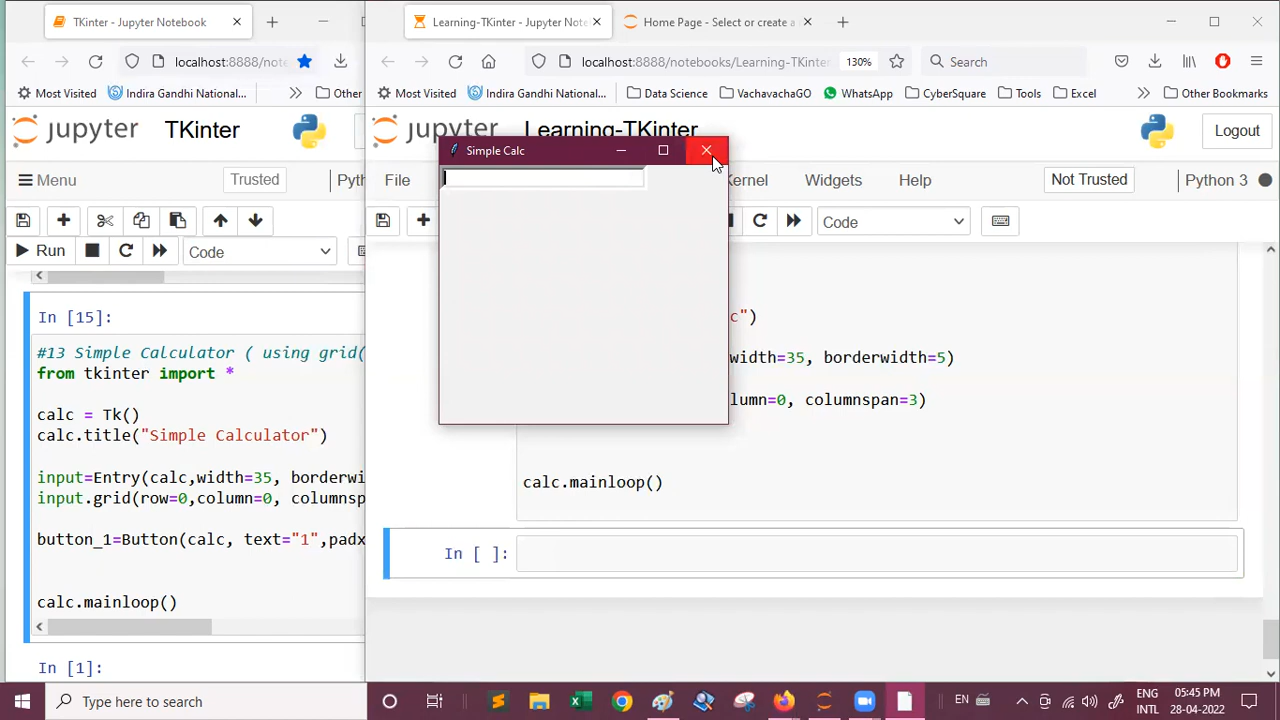 TKinter - Jupyter Notebook
Learning-TKinter - Jupyter Note
Home Page - Select or create a
localhost:8888/note
localhost:8888/notebooks/Learning-TKinter
130%
Search
Most Visited
Indira Gandhi National...
Other
Most Visited
Indira Gandhi National...
Data Science
VachavachaGO
WhatsApp
CyberSquare
Tools
Excel
Other Bookmarks
jupyter TKinter
jupyter Learning-TKinter
Logout
Simple Calc
Menu
Trusted
Pyth
File
Kernel
Widgets
Help
Not Trusted
Python 3
Run
Code
Code
In [15]:
#13 Simple Calculator ( using grid(
from tkinter import *
calc = Tk()
calc.title("Simple Calculator")
input=Entry(calc,width=35, borderwi
input.grid(row=0,column=0, columnsp
button_1=Button(calc, text="1",padx
calc.mainloop()
In [1]:
c")
width=35, borderwidth=5)
lumn=0, columnspan=3)
calc.mainloop()
In [ ]:
Type here to search
EN
ENG
INTL
05:45 PM
28-04-2022